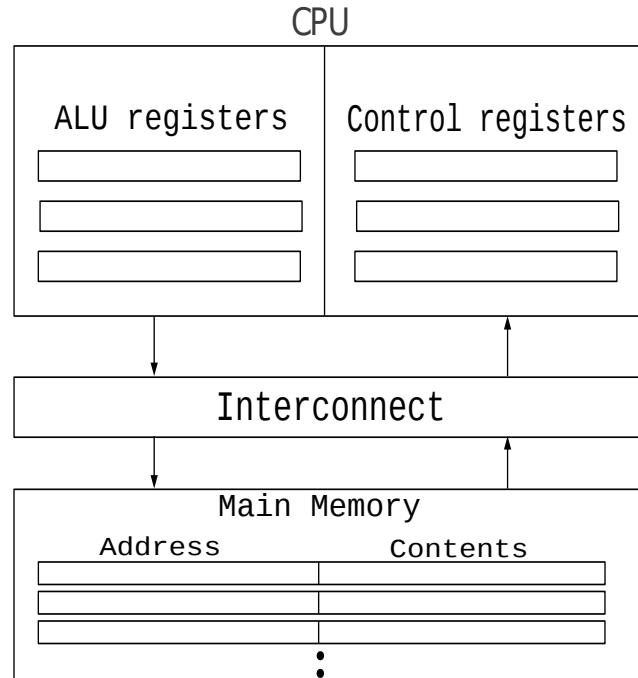 CPU
ALU registers
Control registers
Interconnect
Main Memory
Address
Contents